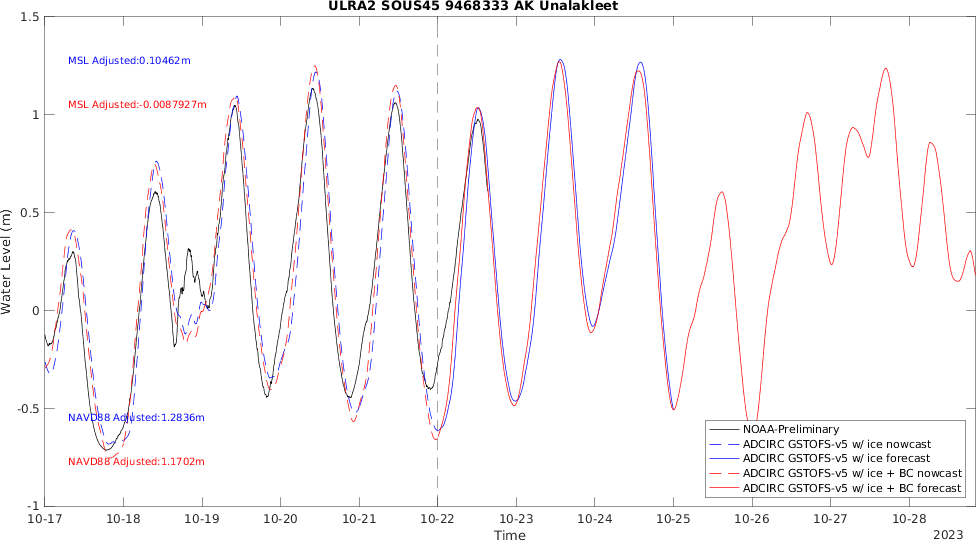 ULRA2 SOUS45 9468333 AK Unalakleet
1.5
1
0.5
0
-0.5
-1
Water Level (m)
MSL Adjusted:0.10462m
MSL Adjusted:-0.0087927m
NAVD88 Adjusted:1.2836m
NAVD88 Adjusted:1.1702m
NOAA-Preliminary
ADCIRC GSTOFS-v5 w/ ice nowcast
ADCIRC GSTOFS-v5 w/ ice forecast
ADCIRC GSTOFS-v5 w/ ice + BC nowcast
ADCIRC GSTOFS-v5 w/ ice + BC forecast
10-17 10-18 10-19 10-20 10-21 10-22 10-23 10-24 10-25 10-26 10-27 10-28
Time
2023